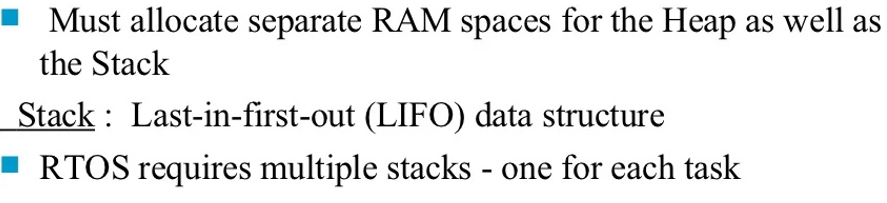 Must allocate separate RAM spaces for the Heap as well as
the Stack
Stack : Last-in-first-out (LIFO) data structure
RTOS requires multiple stacks - one for each task